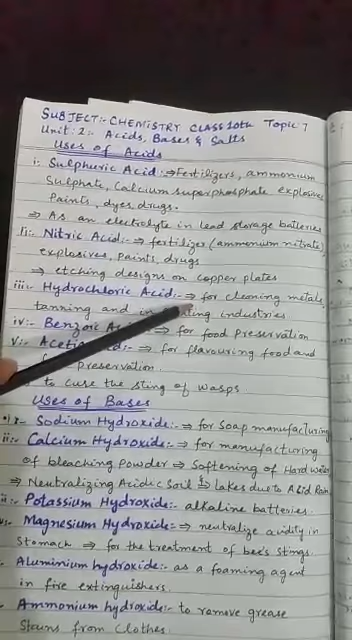 SUBJECT:- CHEMISTRY CLASS 10th Topic 7
Unit: 2:- Acids, Bases & Salts
Uses of Acids
i:- Sulphuric Acid:-⇒ Fertilizers, ammonium
Sulphate, Calcium superphosphate explosives
Paints, dyes, drugs.
⇒ As an electrolyte in lead storage batteries
ii:- Nitric Acid:-⇒ fertilizer (ammonium nitrate),
explosives, paints, drugs
⇒ etching designs on copper plates
iii:- Hydrochloric Acid:-⇒ for cleaning metals,
tanning and in industries
iv:- Benzoic ⇒ for food preservation
v:- :-⇒ for flavouring food and
preservation.
to cure the sting of wasps
Uses of Bases
i:- Sodium Hydroxide:-⇒ for Soap manufacturing
ii:- Calcium Hydroxide:-⇒ for manufacturing
of bleaching powder ⇒ Softening of Hard Water
⇒ Neutralizing Acidic Soil & lakes due to Acid Rain
Potassium Hydroxide:- alkaline batteries.
Magnesium Hydroxide:⇒ neutralize acidity in
Stomach ⇒ for the treatment of bee's stings.
Aluminium hydroxide:- as a foaming agent
in fire extinguishers.
Ammonium hydroxide:- to remove grease
Stains from clothes.